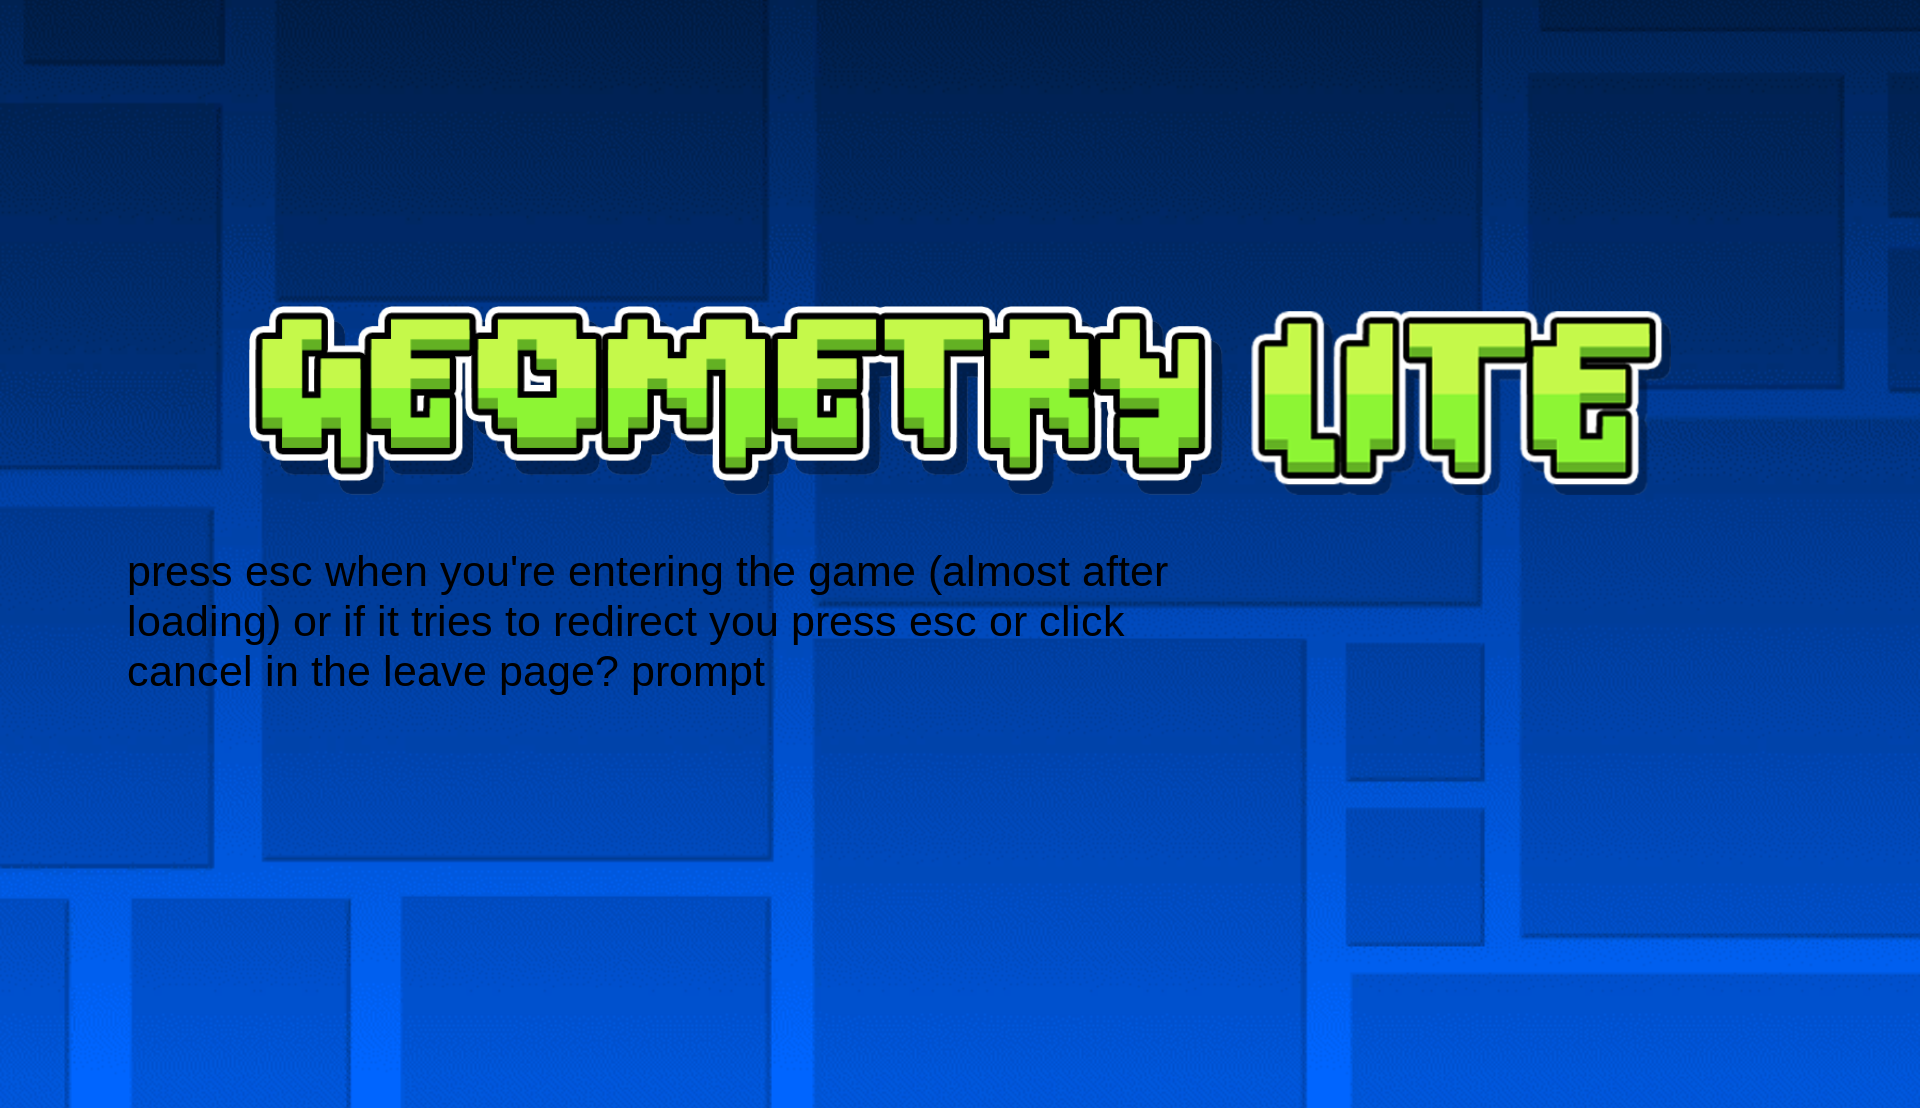 GEOMETRY LITE
press esc when you're entering the game (almost after
loading) or if it tries to redirect you press esc or click
cancel in the leave page? prompt